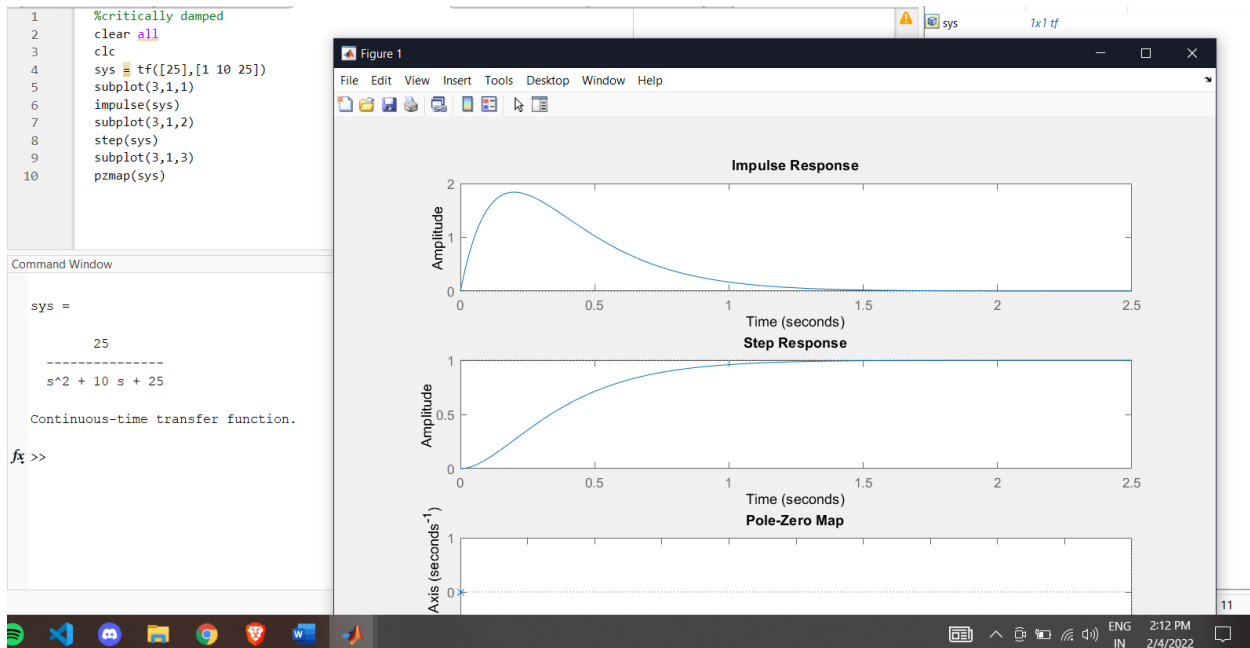 1 %critically damped
2 clear all
3 clc
4 sys = tf([25],[1 10 25])
5 subplot(3,1,1)
6 impulse(sys)
7 subplot(3,1,2)
8 step(sys)
9 subplot(3,1,3)
10 pzmap(sys)
sys 1x1 tf
Command Window
sys =
25
---------------
s^2 + 10 s + 25
Continuous-time transfer function.
fx >>
Figure 1
File Edit View Insert Tools Desktop Window Help
Impulse Response
Amplitude
2
1
0
0 0.5 1 1.5 2 2.5
Time (seconds)
Step Response
Amplitude
1
0.5
0
0 0.5 1 1.5 2 2.5
Time (seconds)
Pole-Zero Map
Axis (seconds⁻¹)
1
0
11
ENG
IN
2:12 PM
2/4/2022